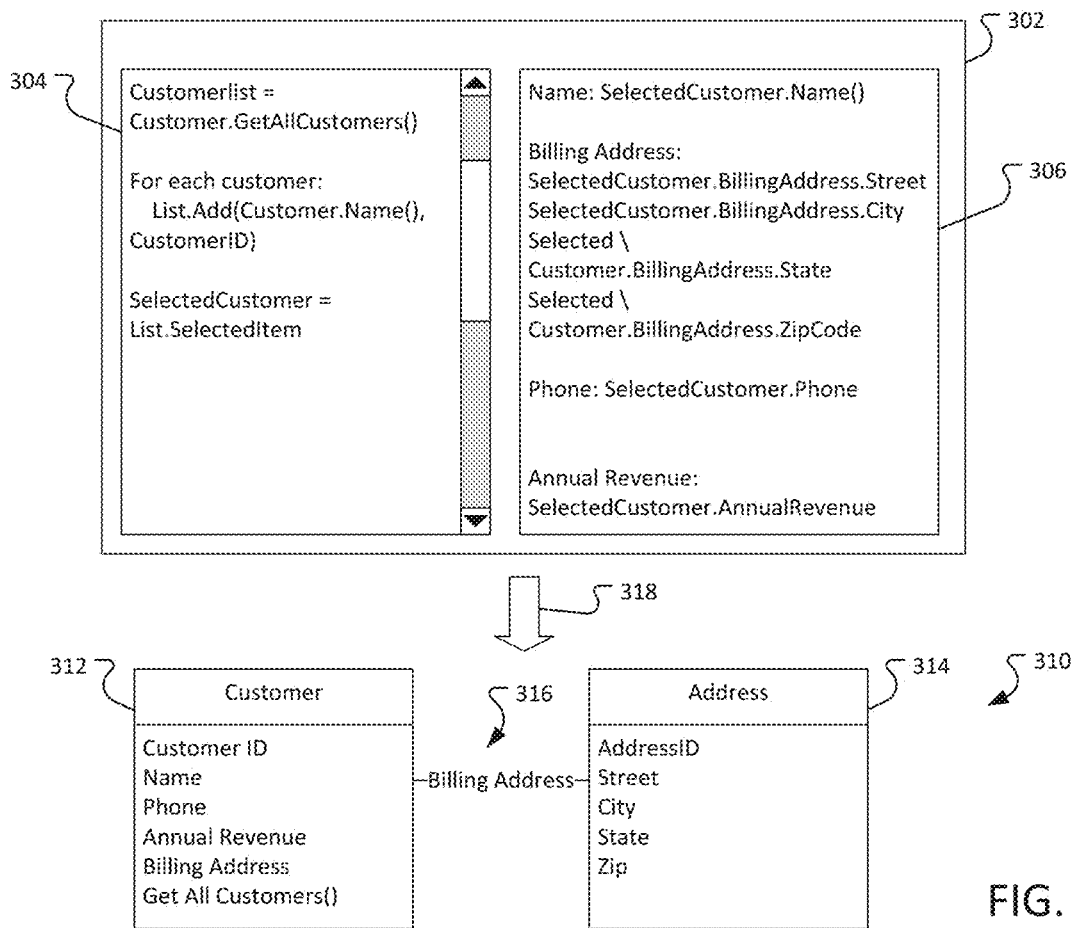 302
304
Customerlist =
Customer.GetAllCustomers()
For each customer:
List.Add(Customer.Name(),
CustomerID)
SelectedCustomer =
List.SelectedItem
Name: SelectedCustomer.Name()
Billing Address:
SelectedCustomer.BillingAddress.Street
SelectedCustomer.BillingAddress.City
Selected \
Customer.BillingAddress.State
Selected \
Customer.BillingAddress.ZipCode
Phone: SelectedCustomer.Phone
Annual Revenue:
SelectedCustomer.AnnualRevenue
306
318
312
Customer
Customer ID
Name
Phone
Annual Revenue
Billing Address
Get All Customers()
316
Billing Address
314
Address
AddressID
Street
City
State
Zip
310
FIG.